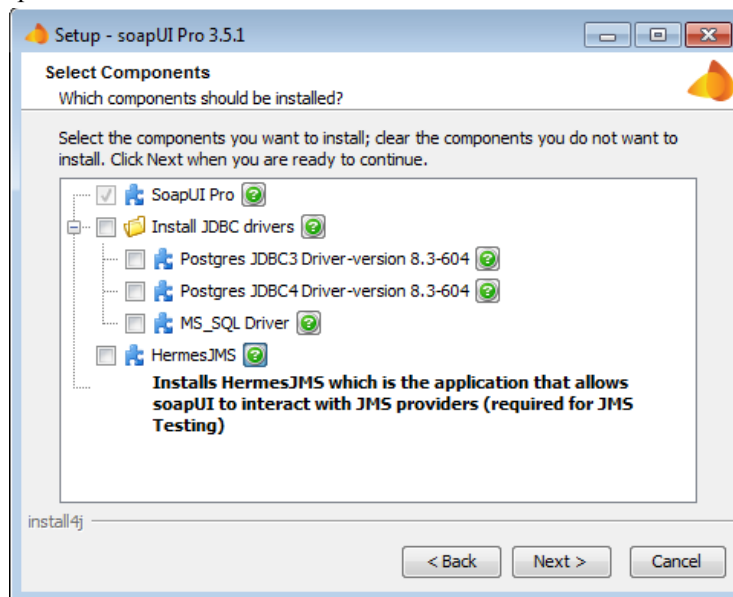 Setup - soapUI Pro 3.5.1
Select Components
Which components should be installed?
Select the components you want to install; clear the components you do not want to
install. Click Next when you are ready to continue.
SoapUI Pro
Install JDBC drivers
Postgres JDBC3 Driver-version 8.3-604
Postgres JDBC4 Driver-version 8.3-604
MS_SQL Driver
HermesJMS
Installs HermesJMS which is the application that allows
soapUI to interact with JMS providers (required for JMS
Testing)
install4j
< Back Next > Cancel